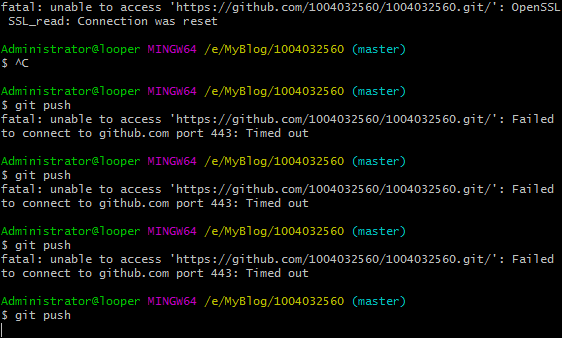 fatal: unable to access 'https://github.com/1004032560/1004032560.git/': OpenSSL
 SSL_read: Connection was reset
Administrator@looper MINGW64 /e/MyBlog/1004032560 (master)
$ ^C
Administrator@looper MINGW64 /e/MyBlog/1004032560 (master)
$ git push
fatal: unable to access 'https://github.com/1004032560/1004032560.git/': Failed
to connect to github.com port 443: Timed out
Administrator@looper MINGW64 /e/MyBlog/1004032560 (master)
$ git push
fatal: unable to access 'https://github.com/1004032560/1004032560.git/': Failed
to connect to github.com port 443: Timed out
Administrator@looper MINGW64 /e/MyBlog/1004032560 (master)
$ git push
fatal: unable to access 'https://github.com/1004032560/1004032560.git/': Failed
to connect to github.com port 443: Timed out
Administrator@looper MINGW64 /e/MyBlog/1004032560 (master)
$ git push